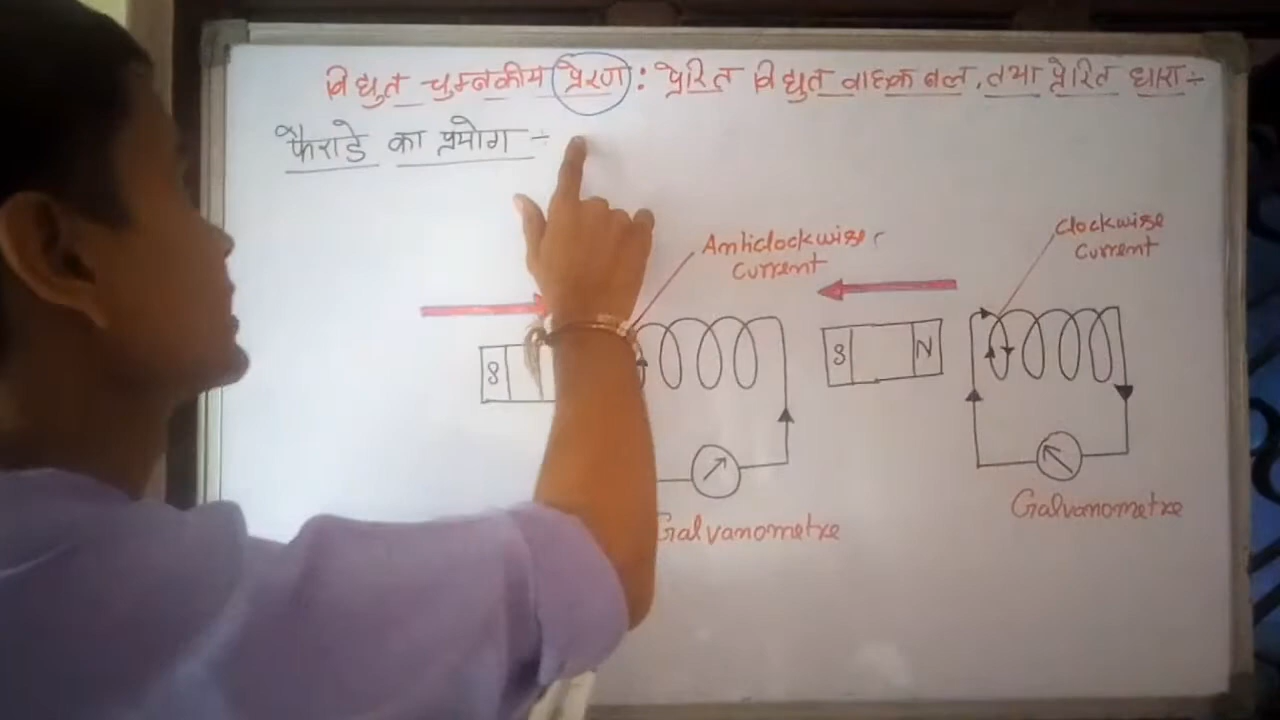 विद्युत चुम्बकीय प्रेरण : प्रेरित विद्युत वाहक बल, तथा प्रेरित धारा ÷
फैराडे का प्रयोग ÷
Anticlockwise
Current
Clockwise
Current
S
S N
Galvanometre
Galvanometre